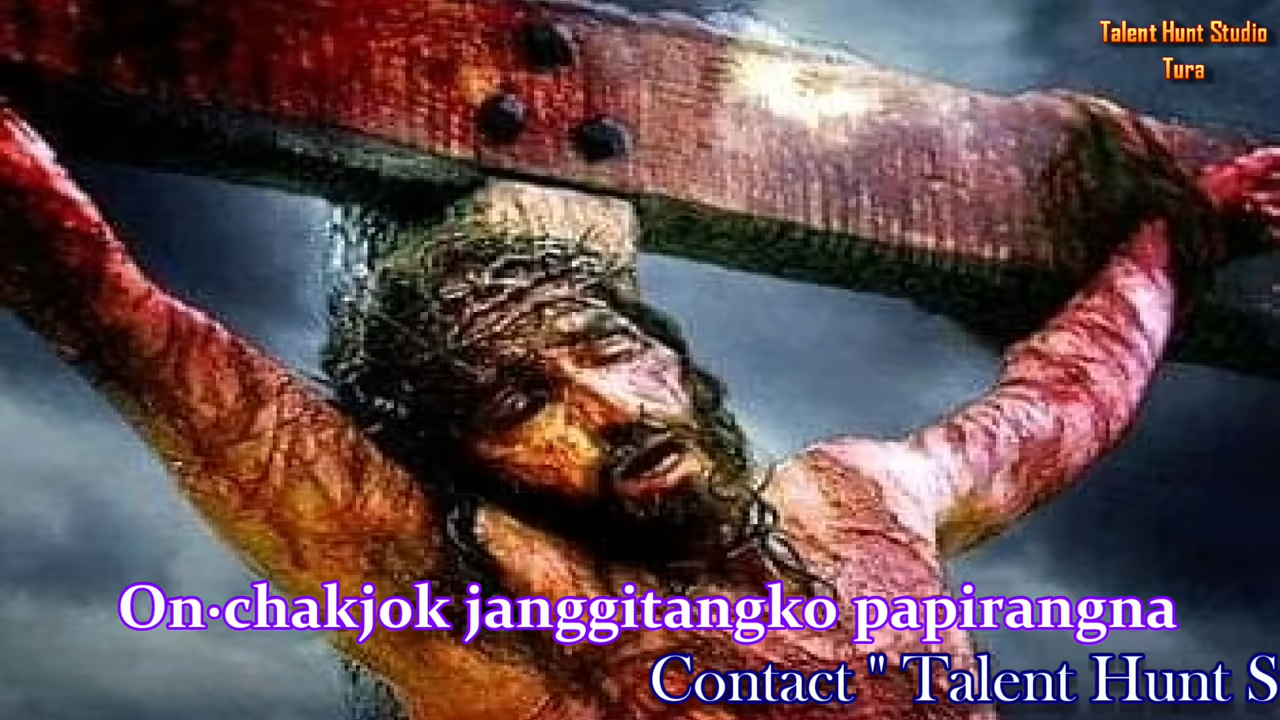 Talent Hunt Studio
Tura
On·chakjok janggitangko papirangna
Contact " Talent Hunt S